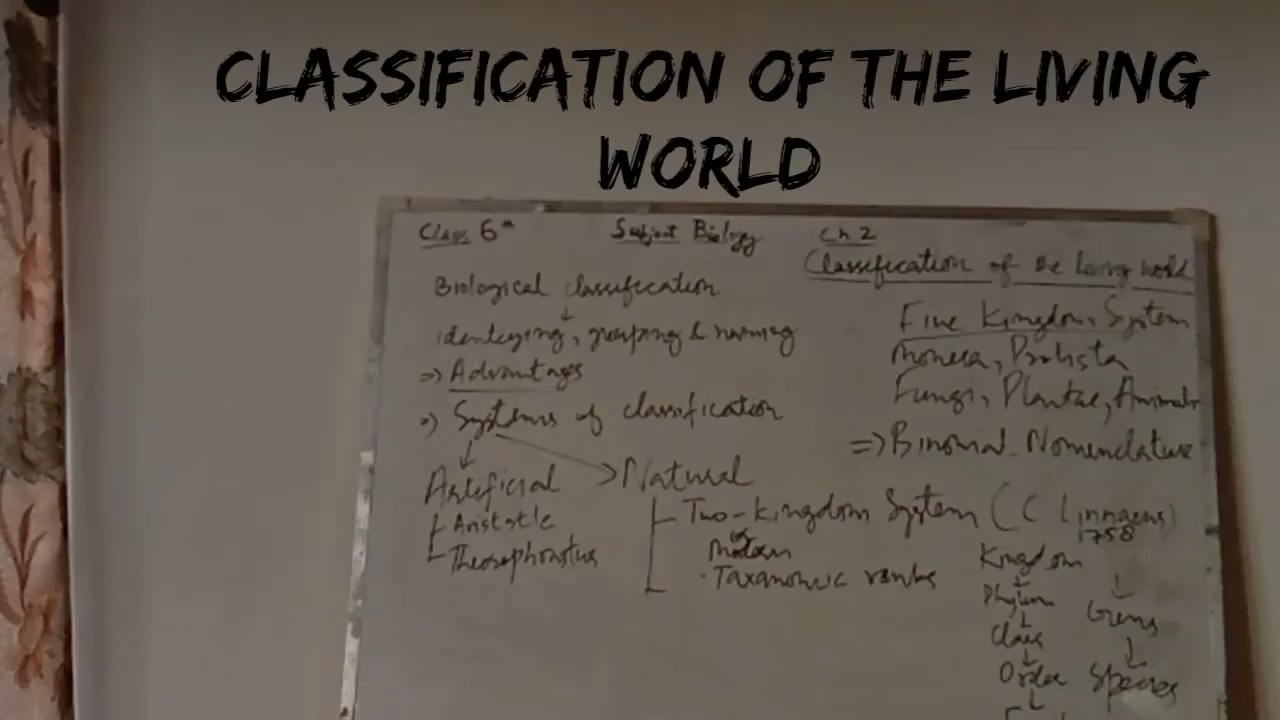 CLASSIFICATION OF THE LIVING
WORLD
Class 6th Subject Biology Ch. 2
Classification of the living world
Biological classification
↓
identifying, grouping & naming
=> Advantages
=> Systems of classification
Artificial
Aristotle
Natural
Two-kingdom System (C Linnaeus)
1758
Modern
. Taxanomic ranks
Five Kingdom System
Monera, Protista
Fungi, Plantae, Animalia
=> Binomial Nomenclature
Kingdom
↓
Phylum
↓
Class
↓
Order
↓
↓
Genus
↓
Species